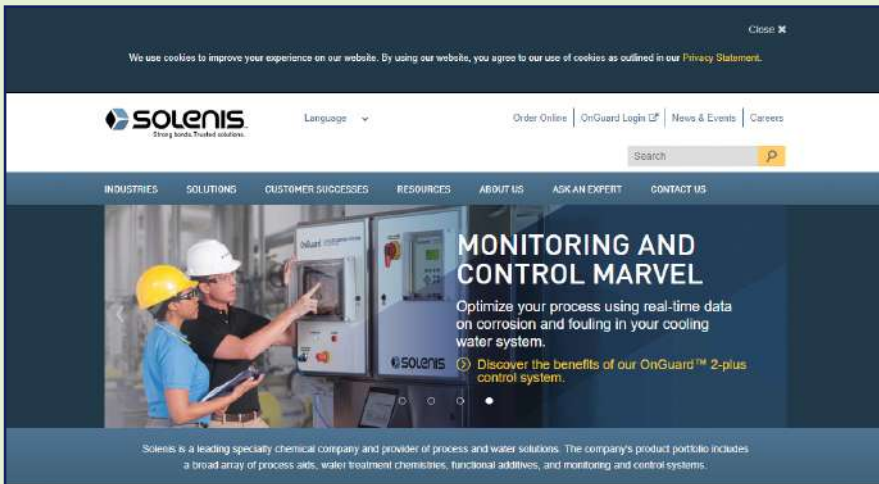 Close ✖
We use cookies to improve your experience on our website. By using our website, you agree to our use of cookies as outlined in our Privacy Statement.
SOLENIS
Strong bonds. Trusted solutions.
Language
Order Online | OnGuard Login | News & Events | Careers
Search
INDUSTRIES SOLUTIONS CUSTOMER SUCCESSES RESOURCES ABOUT US ASK AN EXPERT CONTACT US
OnGuard
SOLENIS
MONITORING AND
CONTROL MARVEL
Optimize your process using real-time data
on corrosion and fouling in your cooling
water system.
Discover the benefits of our OnGuard™ 2-plus
control system.
Solenis is a leading specialty chemical company and provider of process and water solutions. The company's product portfolio includes
a broad array of process aids, water treatment chemistries, functional additives, and monitoring and control systems.